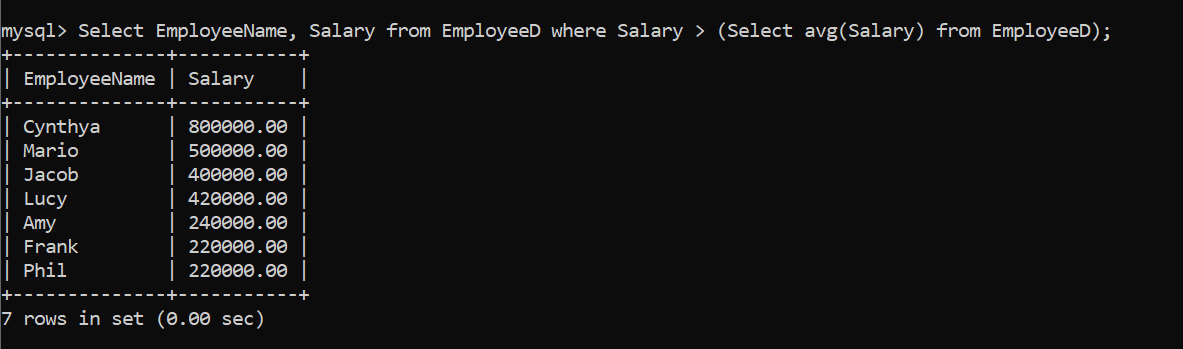 mysql> Select EmployeeName, Salary from EmployeeD where Salary > (Select avg(Salary) from EmployeeD);
+--------------+-----------+
| EmployeeName | Salary    |
+--------------+-----------+
| Cynthya      | 800000.00 |
| Mario        | 500000.00 |
| Jacob        | 400000.00 |
| Lucy         | 420000.00 |
| Amy          | 240000.00 |
| Frank        | 220000.00 |
| Phil         | 220000.00 |
+--------------+-----------+
7 rows in set (0.00 sec)